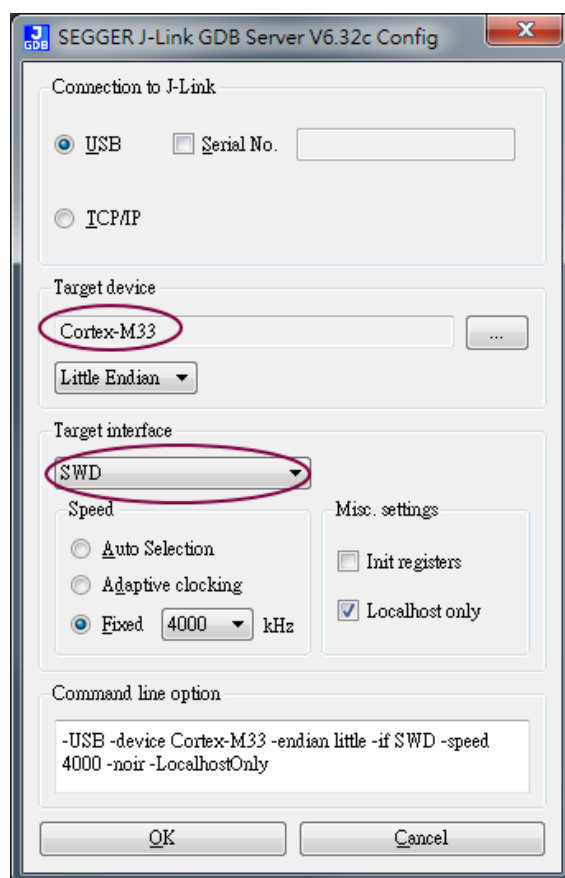 J GDB SEGGER J-Link GDB Server V6.32c Config X
Connection to J-Link
USB Serial No.
TCP/IP
Target device
Cortex-M33 ...
Little Endian
Target interface
SWD
Speed
Auto Selection
Adaptive clocking
Fixed 4000 kHz
Misc. settings
Init registers
Localhost only
Command line option
-USB -device Cortex-M33 -endian little -if SWD -speed
4000 -noir -LocalhostOnly
OK Cancel